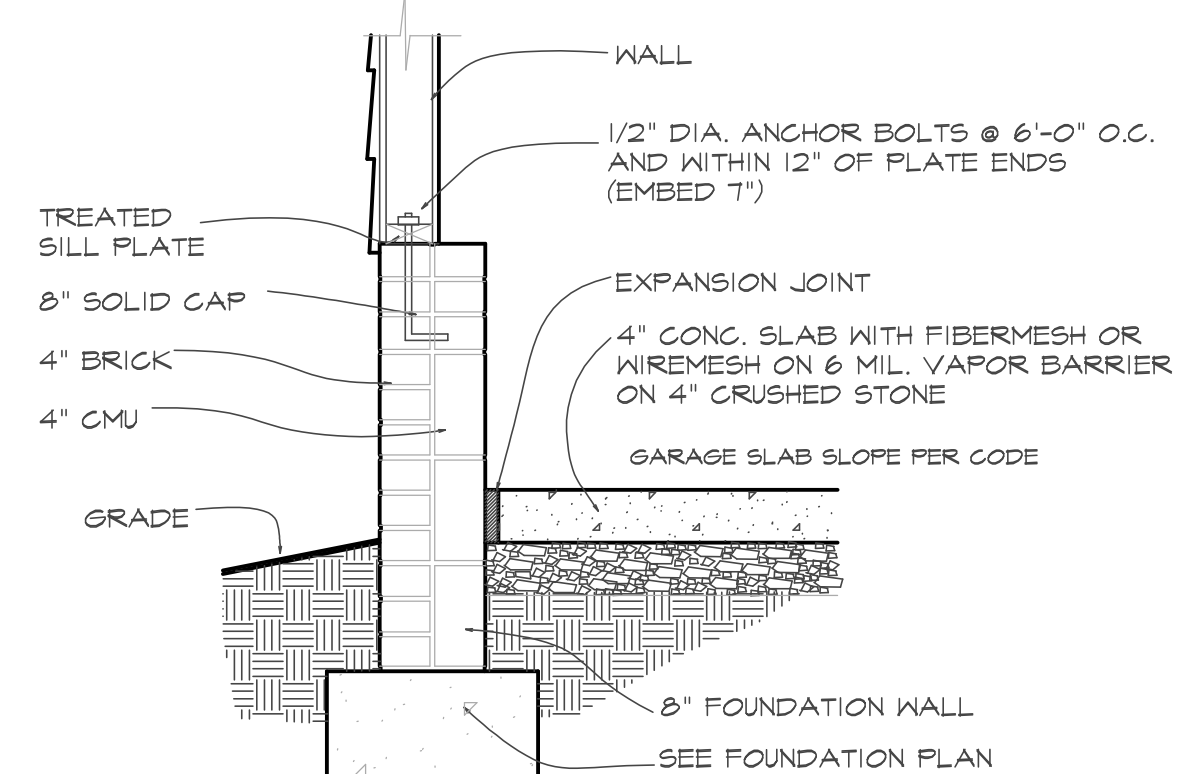 WALL
1/2" DIA. ANCHOR BOLTS @ 6'-0" O.C.
AND WITHIN 12" OF PLATE ENDS
(EMBED 7")
TREATED
SILL PLATE
8" SOLID CAP
4" BRICK
4" CMU
EXPANSION JOINT
4" CONC. SLAB WITH FIBERMESH OR
WIREMESH ON 6 MIL. VAPOR BARRIER
ON 4" CRUSHED STONE
GARAGE SLAB SLOPE PER CODE
GRADE
8" FOUNDATION WALL
SEE FOUNDATION PLAN